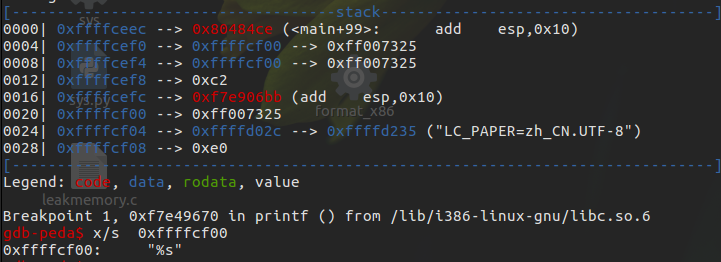 [------------------------------------stack-------------------------------------]
0000| 0xffffceec --> 0x80484ce (<main+99>:	add    esp,0x10)
0004| 0xffffcef0 --> 0xffffcf00 --> 0xff007325
0008| 0xffffcef4 --> 0xffffcf00 --> 0xff007325
0012| 0xffffcef8 --> 0xc2
0016| 0xffffcefc --> 0xf7e906bb (add    esp,0x10)
0020| 0xffffcf00 --> 0xff007325
0024| 0xffffcf04 --> 0xffffd02c --> 0xffffd235 ("LC_PAPER=zh_CN.UTF-8")
0028| 0xffffcf08 --> 0xe0
[------------------------------------------------------------------------------]
Legend: code, data, rodata, value
Breakpoint 1, 0xf7e49670 in printf () from /lib/i386-linux-gnu/libc.so.6
gdb-peda$ x/s  0xffffcf00
0xffffcf00:	"%s"
sys
sys.py
format_x86
leakmemory.c